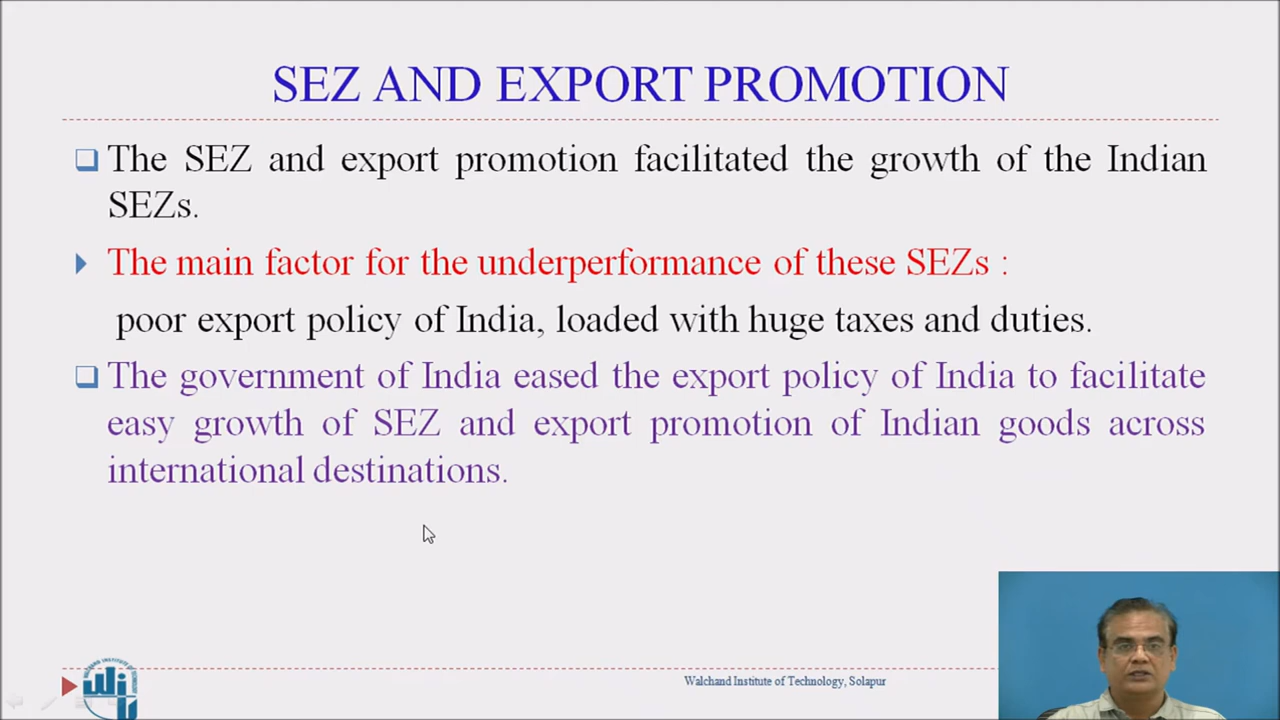 SEZ AND EXPORT PROMOTION
The SEZ and export promotion facilitated the growth of the Indian
SEZs.
The main factor for the underperformance of these SEZs :
poor export policy of India, loaded with huge taxes and duties.
The government of India eased the export policy of India to facilitate
easy growth of SEZ and export promotion of Indian goods across
international destinations.
Walchand Institute of Technology, Solapur